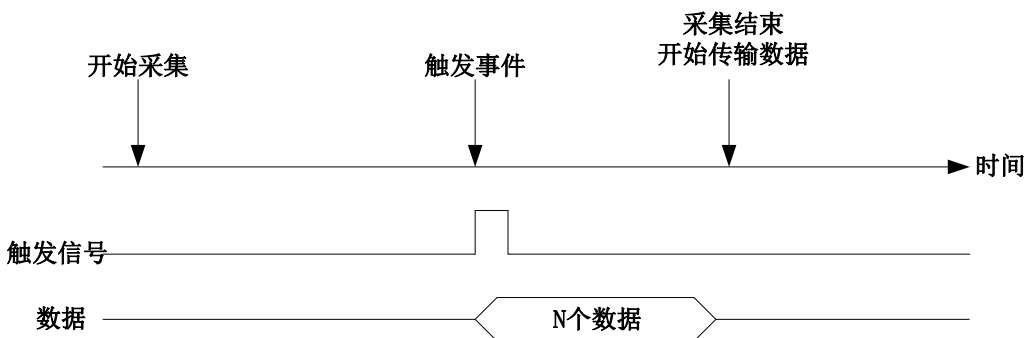 采集结束
开始传输数据
开始采集
触发事件
时间
触发信号
数据
N个数据